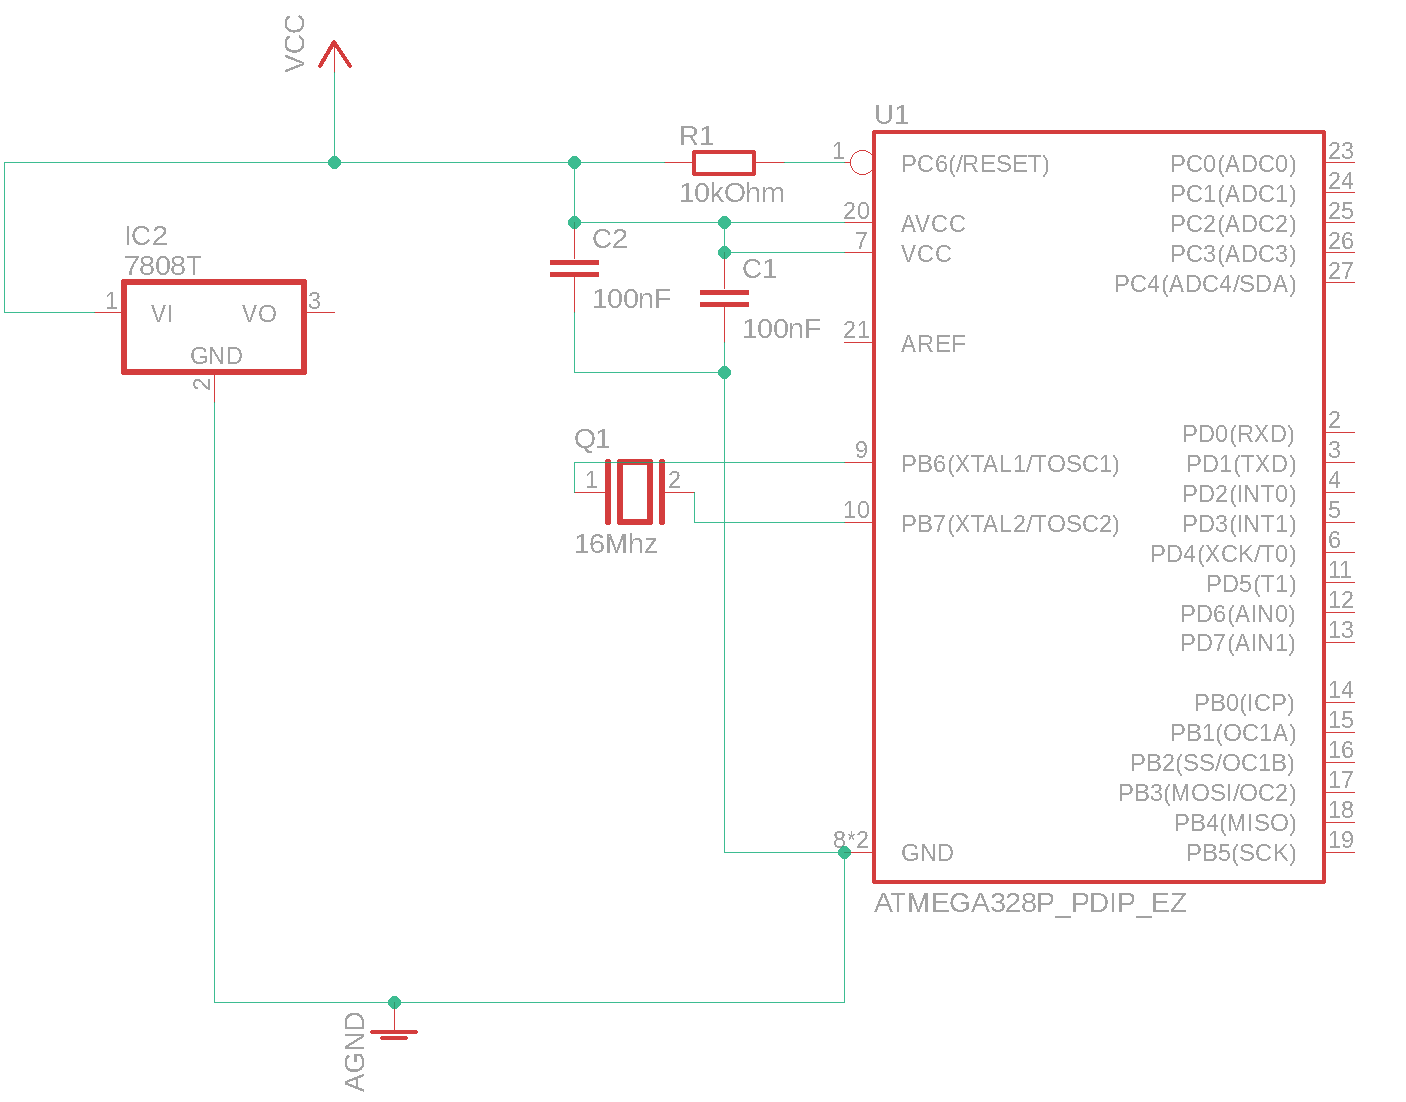 VCC
U1
R1
10kOhm
1
PC6(/RESET)
PC0(ADC0)
23
PC1(ADC1)
24
20
AVCC
PC2(ADC2)
25
7
VCC
PC3(ADC3)
26
PC4(ADC4/SDA)
27
21
AREF
IC2
7808T
1
VI
VO
3
GND
2
C2
100nF
C1
100nF
Q1
1
2
16Mhz
9
PB6(XTAL1/TOSC1)
10
PB7(XTAL2/TOSC2)
PD0(RXD)
2
PD1(TXD)
3
PD2(INT0)
4
PD3(INT1)
5
PD4(XCK/T0)
6
PD5(T1)
11
PD6(AIN0)
12
PD7(AIN1)
13
PB0(ICP)
14
PB1(OC1A)
15
PB2(SS/OC1B)
16
PB3(MOSI/OC2)
17
PB4(MISO)
18
8*2
GND
PB5(SCK)
19
ATMEGA328P_PDIP_EZ
AGND